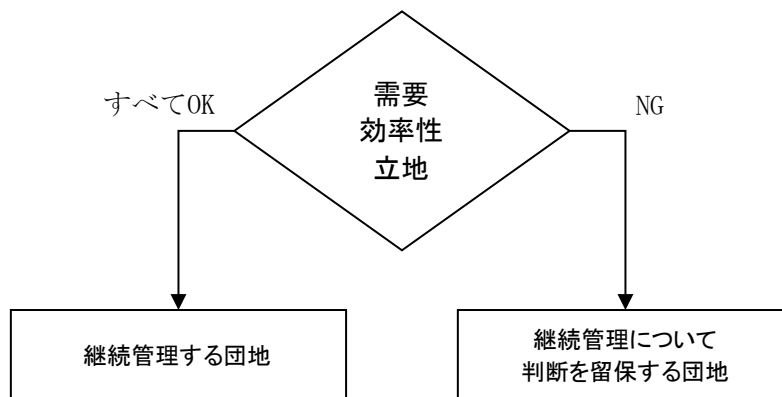 需要
効率性
立地
すべてOK
NG
継続管理する団地
継続管理について
判断を留保する団地